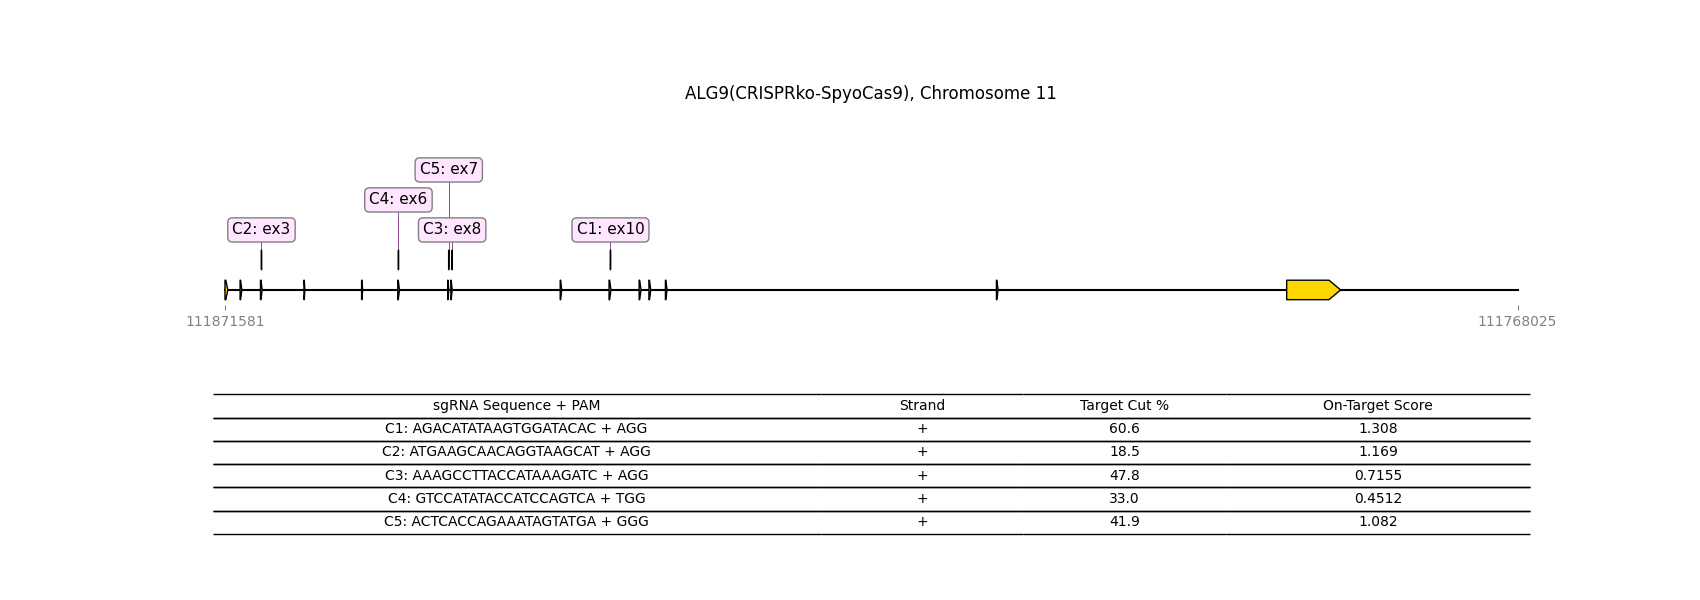 ALG9(CRISPRko-SpyoCas9), Chromosome 11
C5: ex7
C4: ex6
C2: ex3
C3: ex8
C1: ex10
111871581
111768025
sgRNA Sequence + PAM Strand Target Cut % On-Target Score
C1: AGACATATAAGTGGATACAC + AGG + 60.6 1.308
C2: ATGAAGCAACAGGTAAGCAT + AGG + 18.5 1.169
C3: AAAGCCTTACCATAAAGATC + AGG + 47.8 0.7155
C4: GTCCATATACCATCCAGTCA + TGG + 33.0 0.4512
C5: ACTCACCAGAAATAGTATGA + GGG + 41.9 1.082